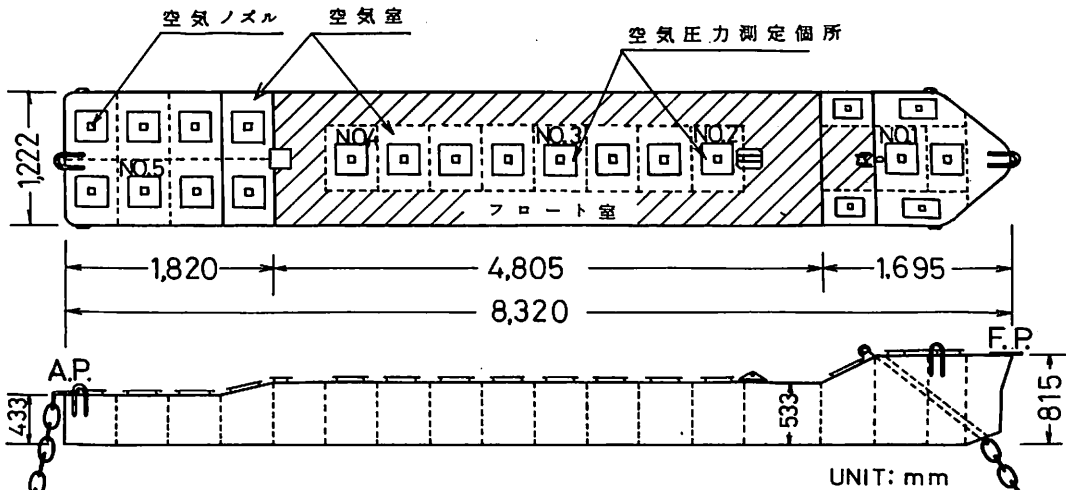 空気ノズル
空気室
空気圧力測定個所
NO.4
NO.3
NO.2
NO.1
NO.5
1,222
フロート室
1,820
4,805
1.695
8,320
A.P.
F.P.
433
533
815
UNIT: mm